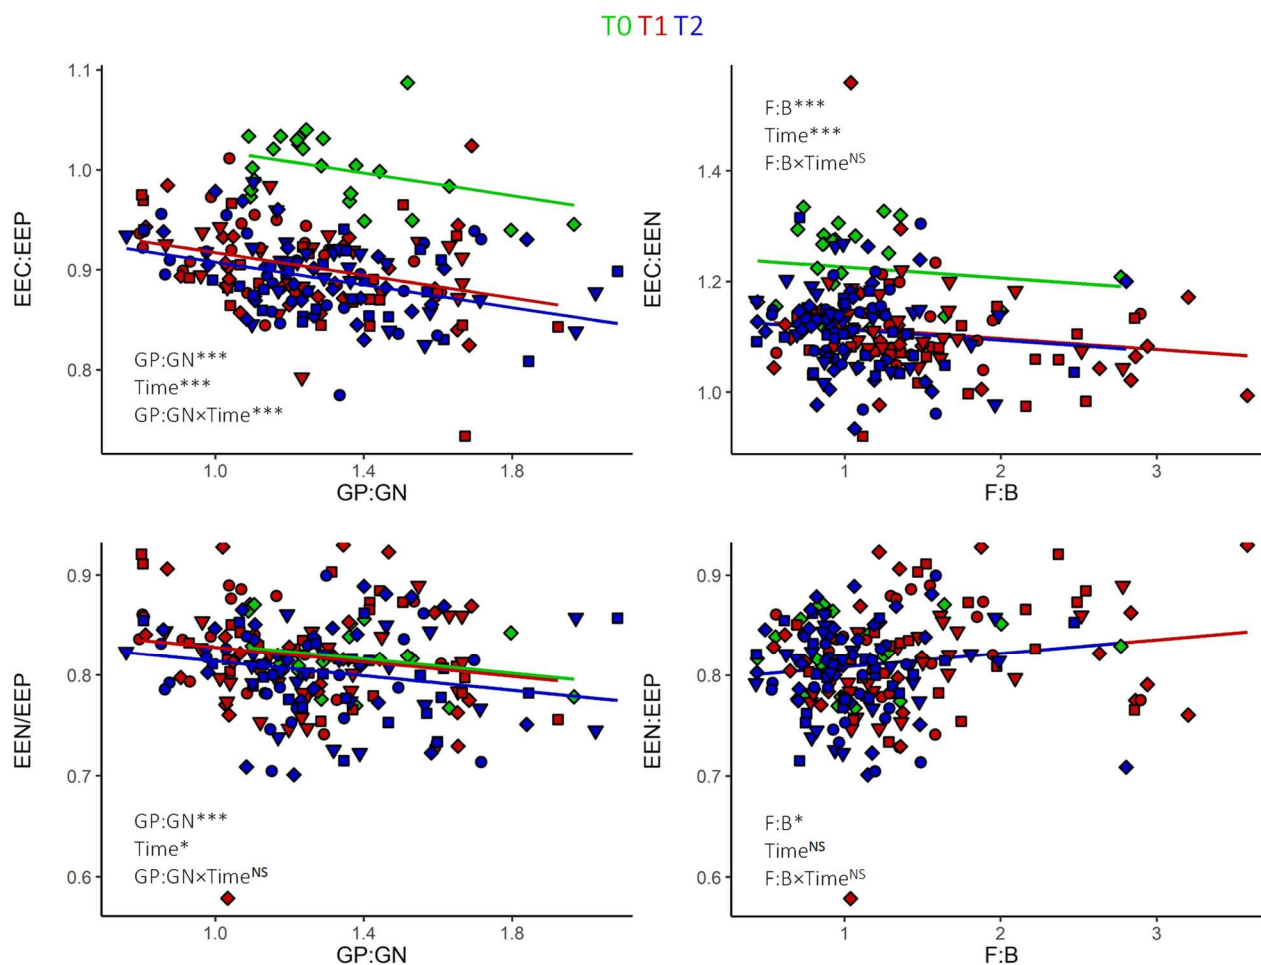 T0 T1 T2
1.1
1.0
0.9
0.8
EEC:EEP
GP:GN***
Time***
GP:GN×Time***
1.0
1.4
1.8
GP:GN
1.4
1.2
1.0
EEC:EEN
F:B***
Time***
F:B×Time^NS
1
2
3
F:B
0.9
0.8
0.7
0.6
EEN/EEP
GP:GN***
Time*
GP:GN×Time^NS
1.0
1.4
1.8
GP:GN
0.9
0.8
0.7
0.6
EEN:EEP
F:B*
Time^NS
F:B×Time^NS
1
2
3
F:B